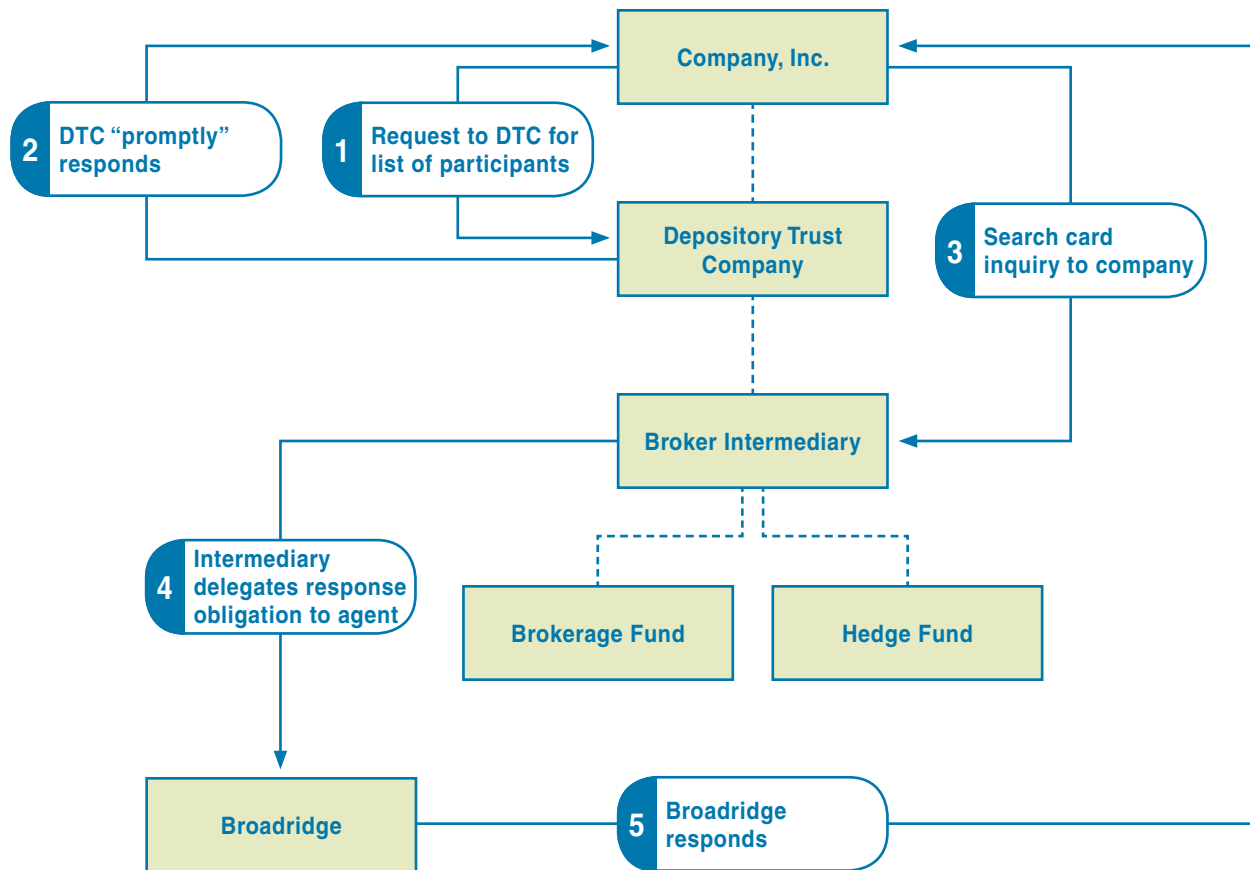 Company, Inc.
2
DTC “promptly”
responds
1
Request to DTC for
list of participants
Depository Trust
Company
3
Search card
inquiry to company
Broker Intermediary
4
Intermediary
delegates response
obligation to agent
Brokerage Fund
Hedge Fund
Broadridge
5
Broadridge
responds